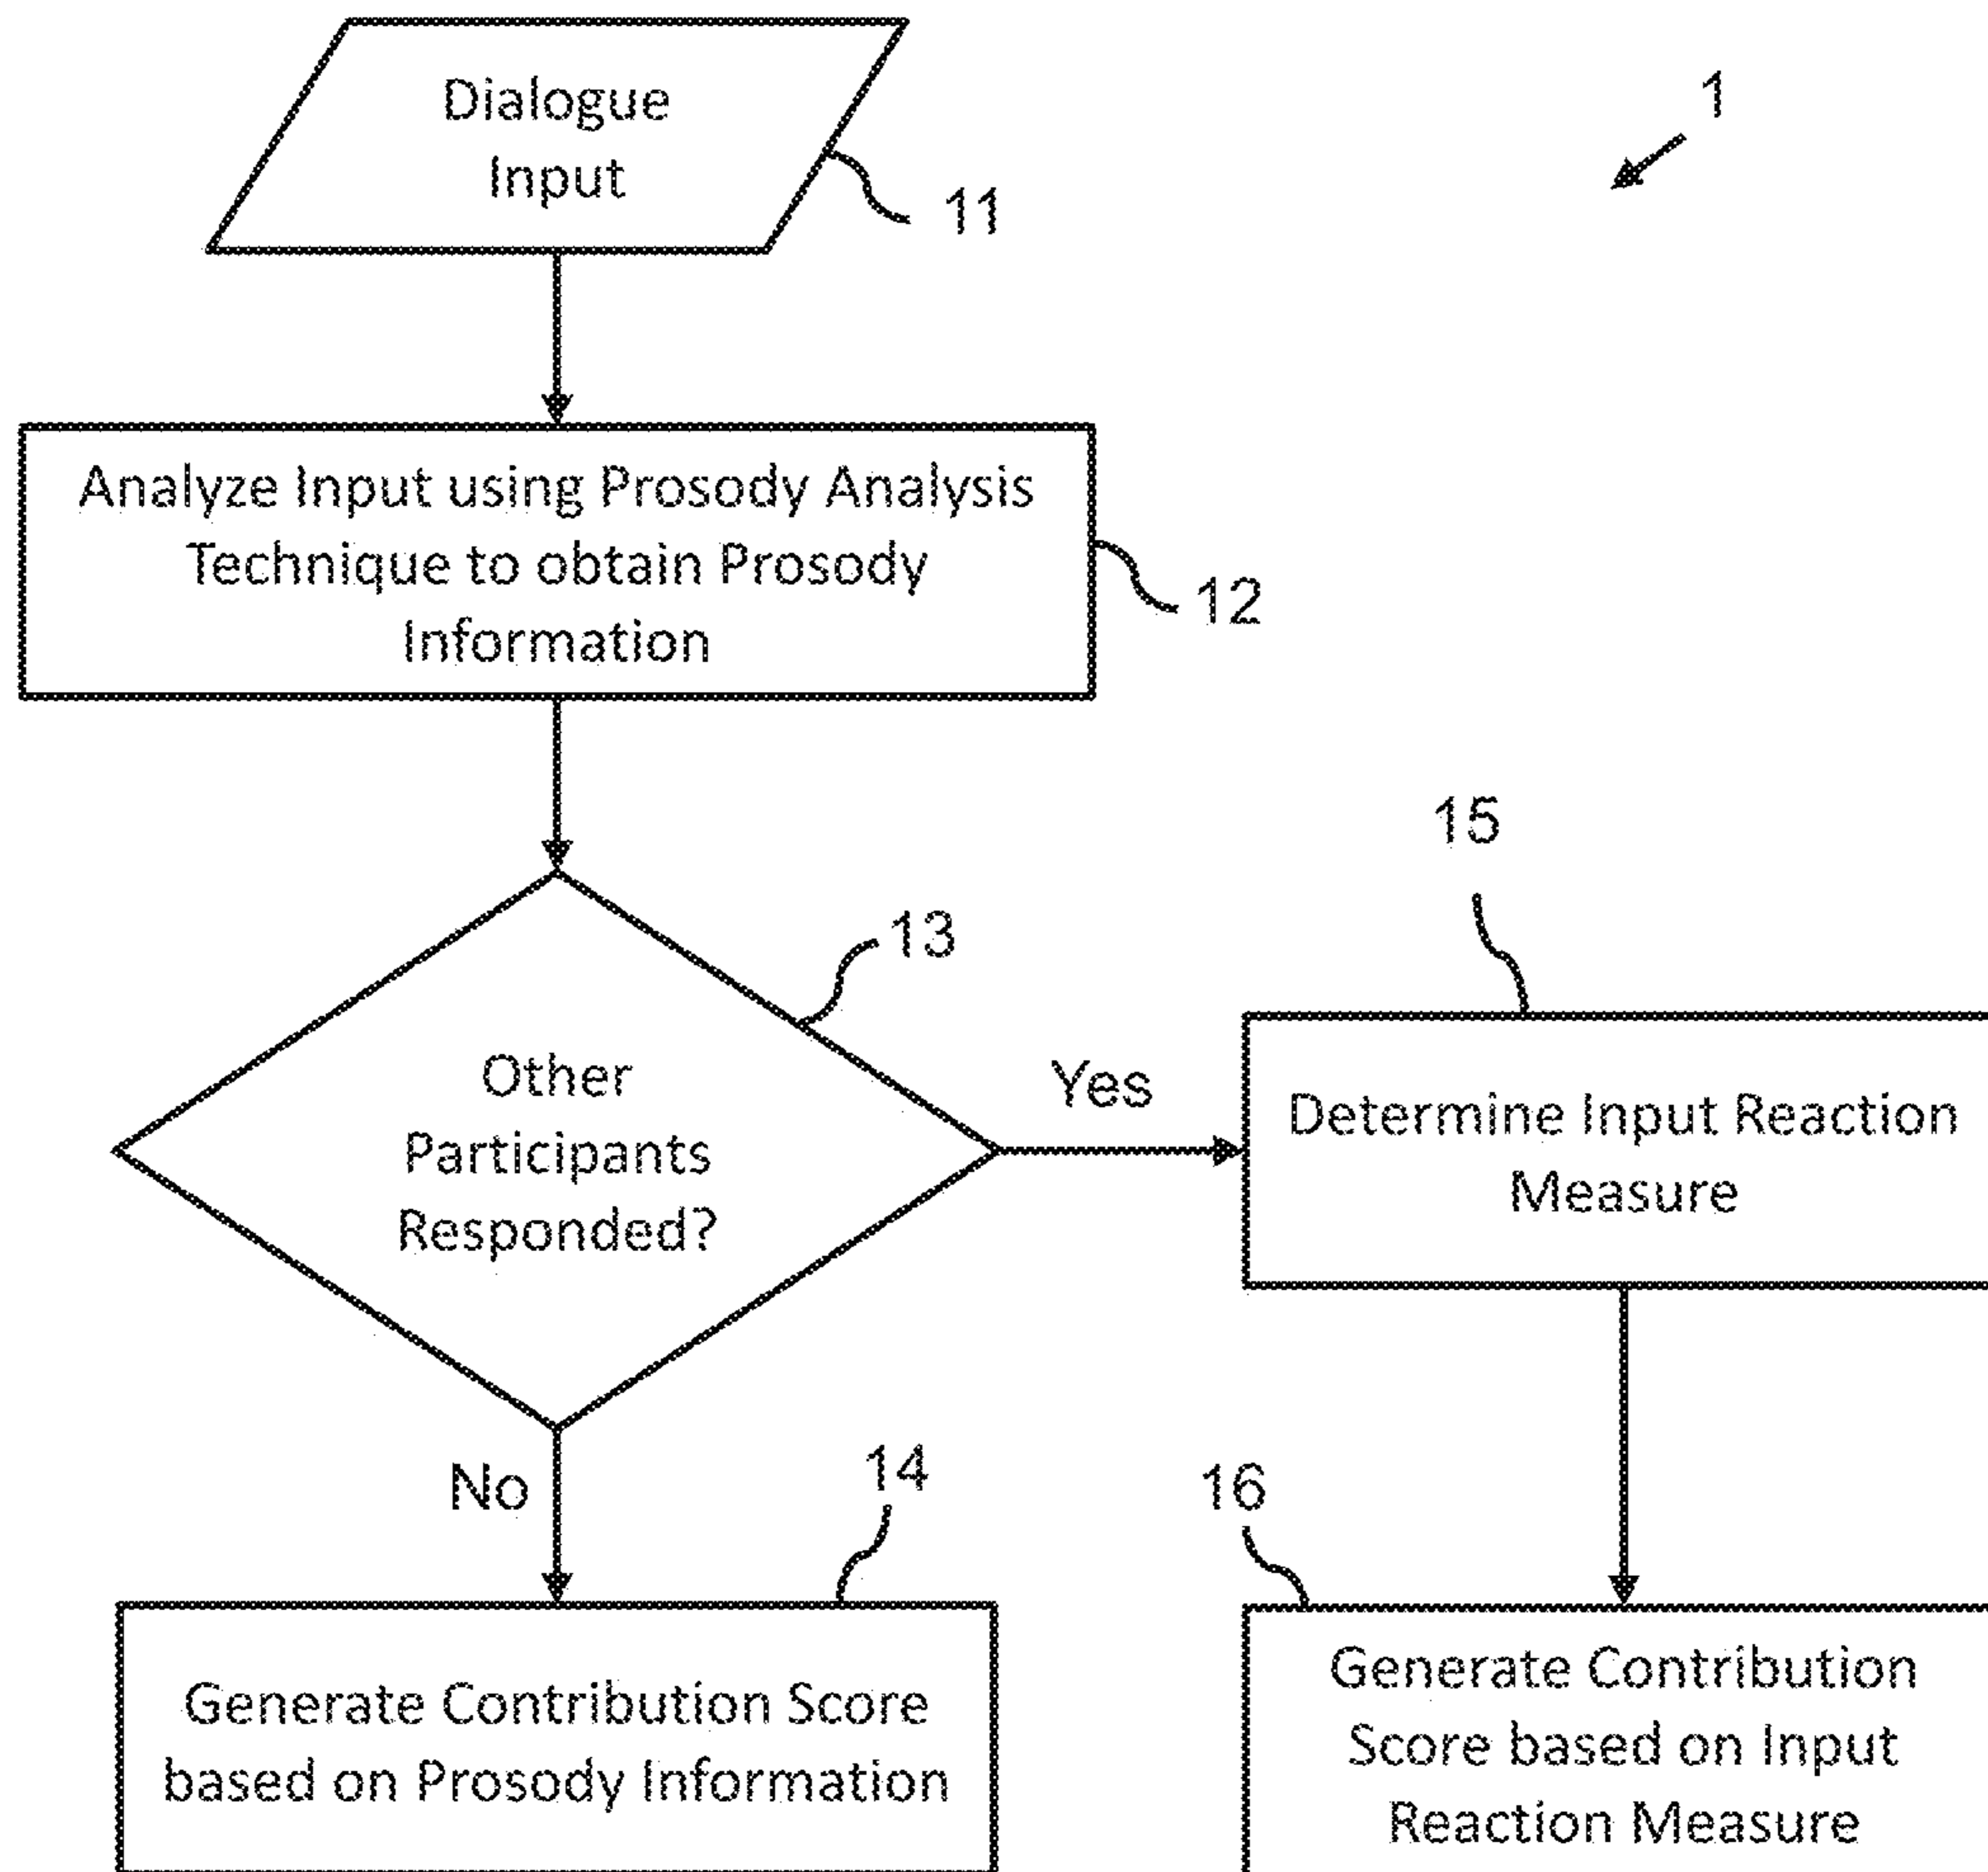 Dialogue
Input
1
11
Analyze Input using Prosody Analysis
Technique to obtain Prosody
Information
12
13
Other
Participants
Responded?
Yes
15
Determine Input Reaction
Measure
No
14
Generate Contribution Score
based on Prosody Information
16
Generate Contribution
Score based on Input
Reaction Measure